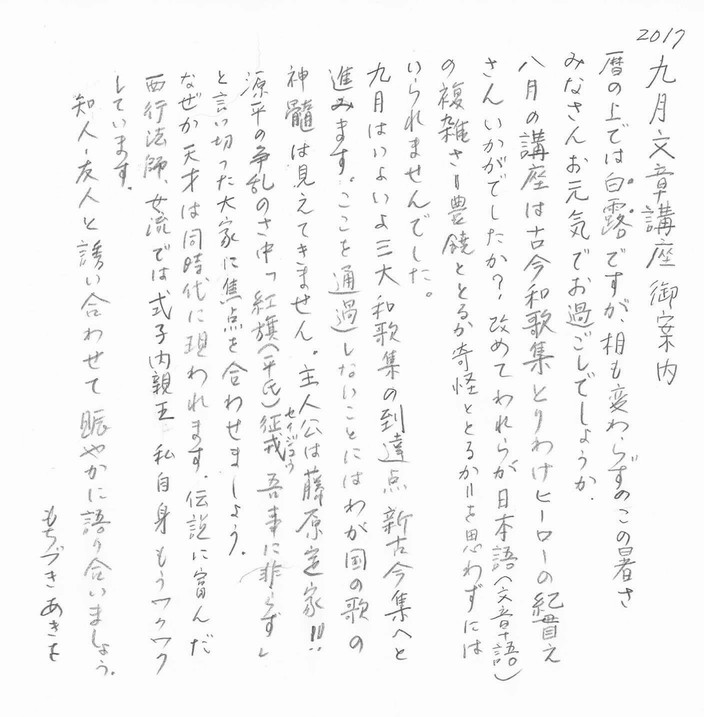 2017
九月文章講座御案内
暦の上では白露ですが、相も変わらずのこの暑さ
みなさんお元気でお過ごしでしょうか.
八月の講座は古今和歌集とりわけヒーローの紀貫え
さんいかがでしたか?改めてわれらが日本語(文章語)
の複雑さ=豊饒ととるか奇怪ととるか=を思わずには
いられませんでした。
九月はいよいよ三大和歌集の到達点 新古今集へと
進みます。ここを通過しないことにはわが国の歌の
神髄は見えてきません。主人公は藤原定家!!
源平の争乱のさ中「紅旗(平氏)征戎 吾事に非らず」
セイジュウ
と言い切った大家に焦点を合わせましょう.
なぜか天才は同時代に現われます.伝説に富んだ
西行法師、女流では式子内親王 私自身もうワクワク
しています.
知人・友人と誘い合わせて賑やかに語り合いましょう.
もちづきあきを